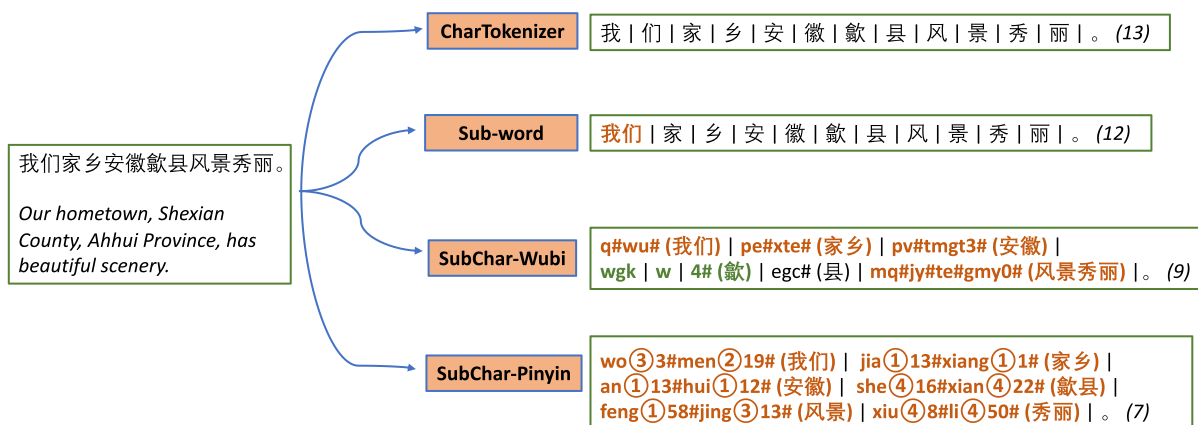 我们家乡安徽歙县风景秀丽。
Our hometown, Shexian
County, Ahhui Province, has
beautiful scenery.
CharTokenizer
我 | 们 | 家 | 乡 | 安 | 徽 | 歙 | 县 | 风 | 景 | 秀 | 丽 | 。 (13)
Sub-word
我们 | 家 | 乡 | 安 | 徽 | 歙 | 县 | 风 | 景 | 秀 | 丽 | 。 (12)
SubChar-Wubi
q#wu# (我们) | pe#xte# (家乡) | pv#tmgt3# (安徽) |
wgk | w | 4# (歙) | egc# (县) | mq#jy#te#gmy0# (风景秀丽) | 。 (9)
SubChar-Pinyin
wo③3#men②19# (我们) | jia①13#xiang①1# (家乡) |
an①13#hui①12# (安徽) | she④16#xian④22# (歙县) |
feng①58#jing③13# (风景) | xiu④8#li④50# (秀丽) | 。 (7)